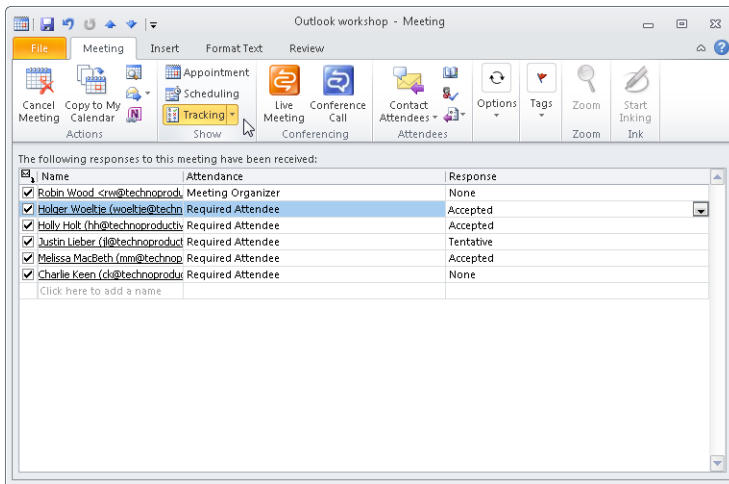 Outlook workshop - Meeting
File Meeting Insert Format Text Review
Cancel Meeting
Copy to My Calendar
Actions
Appointment
Scheduling
Tracking
Show
Live Meeting
Conference Call
Conferencing
Contact Attendees
Attendees
Options
Tags
Zoom
Zoom
Start Inking
Ink
The following responses to this meeting have been received:
Name Attendance Response
Robin Wood <rw@technoprodu Meeting Organizer None
Holger Woeltje (woeltje@techn Required Attendee Accepted
Holly Holt (hh@technoproductiv Required Attendee Accepted
Justin Lieber (jl@technoproduct Required Attendee Tentative
Melissa MacBeth (mm@technop Required Attendee Accepted
Charlie Keen (ck@technoproduc Required Attendee None
Click here to add a name